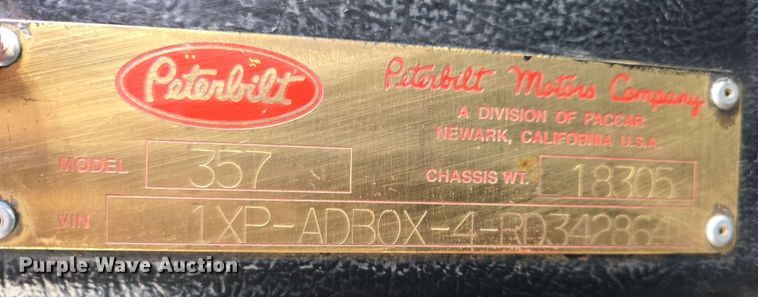 Peterbilt
Peterbilt Motors Company
A DIVISION OF PACCAR
NEWARK, CALIFORNIA U.S.A.
MODEL 357 CHASSIS WT. 18305
VIN 1XP-ADB0X-4-RD342864
Purple Wave Auction